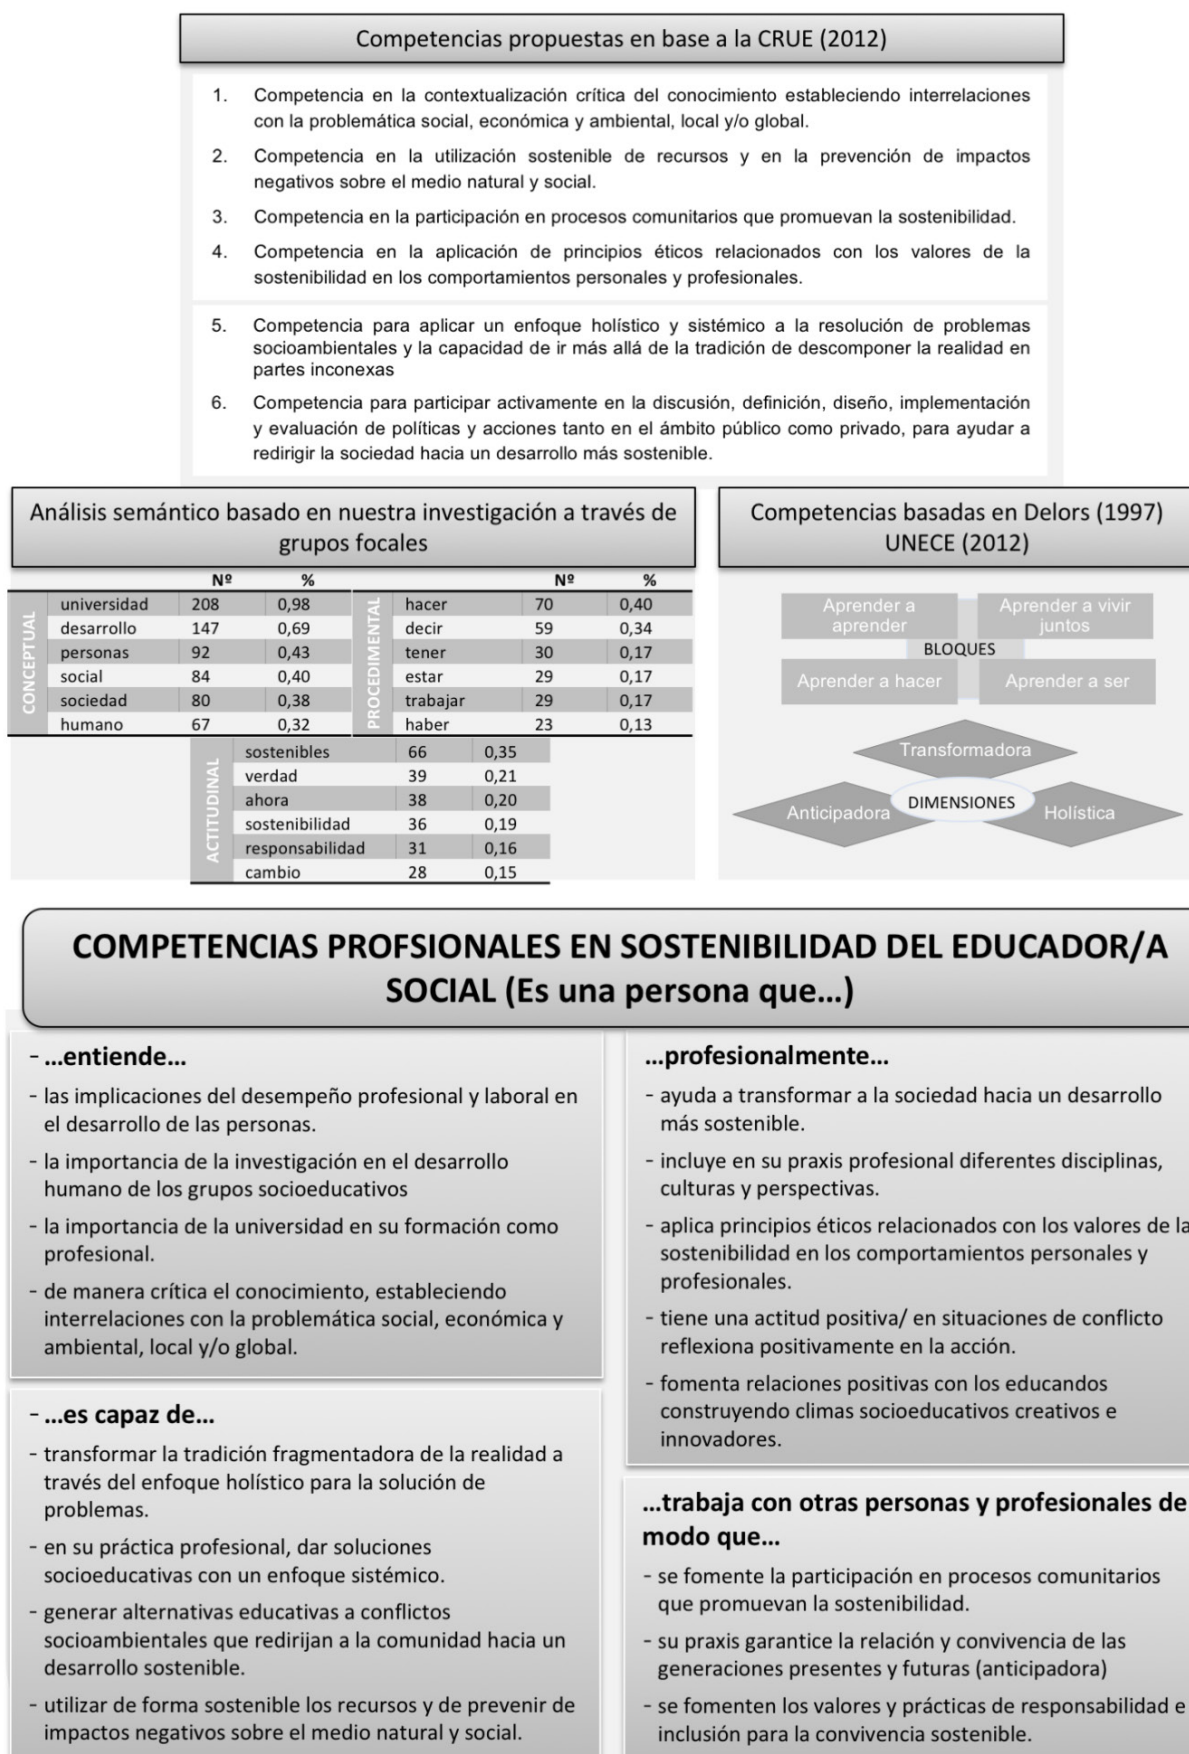 Competencias propuestas en base a la CRUE (2012)
1. Competencia en la contextualización crítica del conocimiento estableciendo interrelaciones
con la problemática social, económica y ambiental, local y/o global.
2. Competencia en la utilización sostenible de recursos y en la prevención de impactos
negativos sobre el medio natural y social.
3. Competencia en la participación en procesos comunitarios que promuevan la sostenibilidad.
4. Competencia en la aplicación de principios éticos relacionados con los valores de la
sostenibilidad en los comportamientos personales y profesionales.
5. Competencia para aplicar un enfoque holístico y sistémico a la resolución de problemas
socioambientales y la capacidad de ir más allá de la tradición de descomponer la realidad en
partes inconexas
6. Competencia para participar activamente en la discusión, definición, diseño, implementación
y evaluación de políticas y acciones tanto en el ámbito público como privado, para ayudar a
redirigir la sociedad hacia un desarrollo más sostenible.
Análisis semántico basado en nuestra investigación a través de
grupos focales
Nº %
CONCEPTUAL
universidad 208 0,98
desarrollo 147 0,69
personas 92 0,43
social 84 0,40
sociedad 80 0,38
humano 67 0,32
Nº %
PROCEDIMENTAL
hacer 70 0,40
decir 59 0,34
tener 30 0,17
estar 29 0,17
trabajar 29 0,17
haber 23 0,13
ACTITUDINAL
sostenibles 66 0,35
verdad 39 0,21
ahora 38 0,20
sostenibilidad 36 0,19
responsabilidad 31 0,16
cambio 28 0,15
Competencias basadas en Delors (1997)
UNECE (2012)
Aprender a
aprender
Aprender a vivir
juntos
BLOQUES
Aprender a hacer
Aprender a ser
Transformadora
DIMENSIONES
Anticipadora
Holística
COMPETENCIAS PROFSIONALES EN SOSTENIBILIDAD DEL EDUCADOR/A
SOCIAL (Es una persona que...)
- ...entiende...
- las implicaciones del desempeño profesional y laboral en
el desarrollo de las personas.
- la importancia de la investigación en el desarrollo
humano de los grupos socioeducativos
- la importancia de la universidad en su formación como
profesional.
- de manera crítica el conocimiento, estableciendo
interrelaciones con la problemática social, económica y
ambiental, local y/o global.
- ...es capaz de...
- transformar la tradición fragmentadora de la realidad a
través del enfoque holístico para la solución de
problemas.
- en su práctica profesional, dar soluciones
socioeducativas con un enfoque sistémico.
- generar alternativas educativas a conflictos
socioambientales que redirijan a la comunidad hacia un
desarrollo sostenible.
- utilizar de forma sostenible los recursos y de prevenir de
impactos negativos sobre el medio natural y social.
...profesionalmente...
- ayuda a transformar a la sociedad hacia un desarrollo
más sostenible.
- incluye en su praxis profesional diferentes disciplinas,
culturas y perspectivas.
- aplica principios éticos relacionados con los valores de la
sostenibilidad en los comportamientos personales y
profesionales.
- tiene una actitud positiva/ en situaciones de conflicto
reflexiona positivamente en la acción.
- fomenta relaciones positivas con los educandos
construyendo climas socioeducativos creativos e
innovadores.
...trabaja con otras personas y profesionales de
modo que...
- se fomente la participación en procesos comunitarios
que promuevan la sostenibilidad.
- su praxis garantice la relación y convivencia de las
generaciones presentes y futuras (anticipadora)
- se fomenten los valores y prácticas de responsabilidad e
inclusión para la convivencia sostenible.